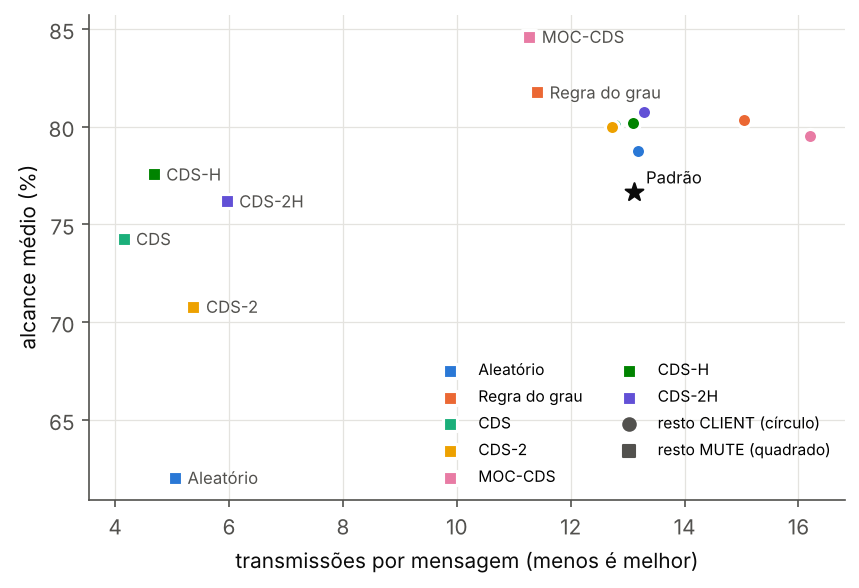 85
80
75
70
65
alcance médio (%)
MOC-CDS
Regra do grau
Padrão
CDS-H
CDS-2H
CDS
CDS-2
Aleatório
Aleatório
Regra do grau
CDS
CDS-2
MOC-CDS
CDS-H
CDS-2H
resto CLIENT (círculo)
resto MUTE (quadrado)
4 6 8 10 12 14 16
transmissões por mensagem (menos é melhor)